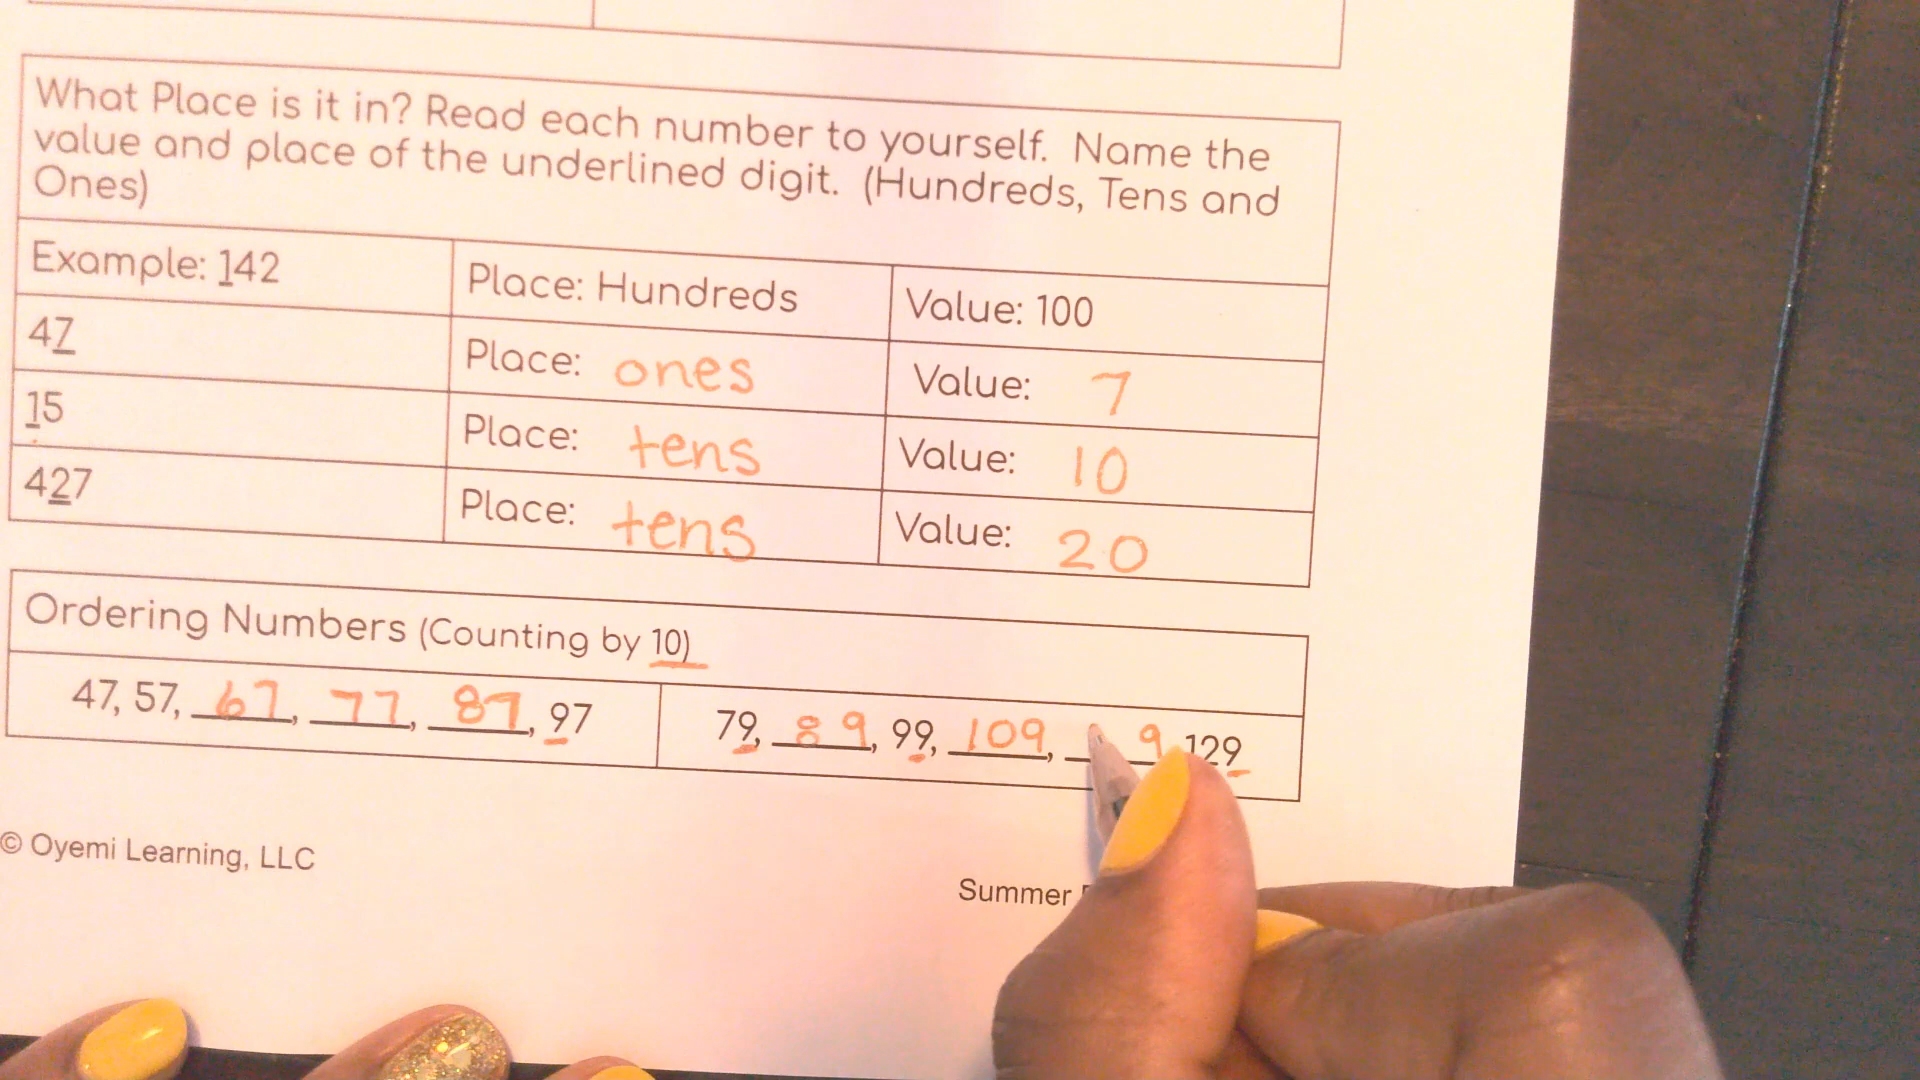 What Place is it in? Read each number to yourself. Name the
value and place of the underlined digit. (Hundreds, Tens and
Ones)
Example: 142 Place: Hundreds Value: 100
47 Place: ones Value: 7
15 Place: tens Value: 10
427 Place: tens Value: 20
Ordering Numbers (Counting by 10)
47, 57, 67, 77, 87, 97
79, 89, 99, 109, 9 129
© Oyemi Learning, LLC
Summer